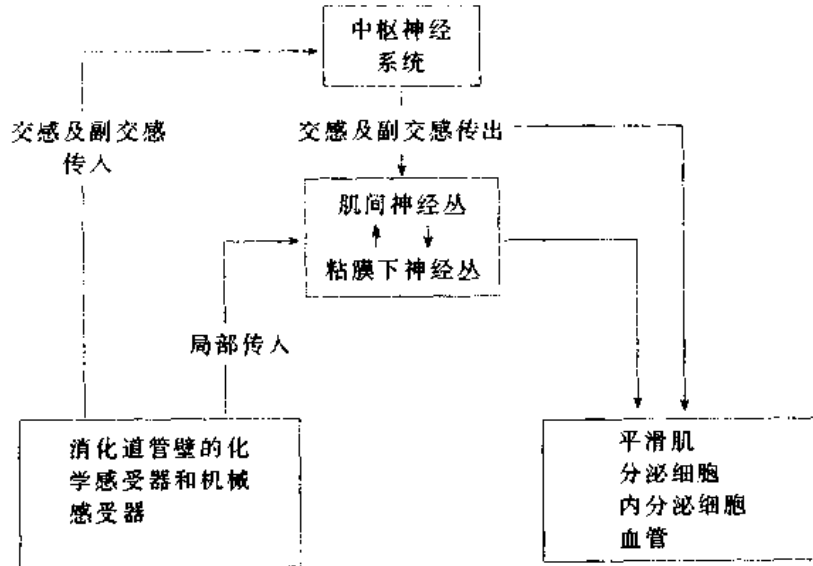 中枢神经
系统
交感及副交感
传入
交感及副交感传出
肌间神经丛
粘膜下神经丛
局部传入
消化道管壁的化
学感受器和机械
感受器
平滑肌
分泌细胞
内分泌细胞
血管